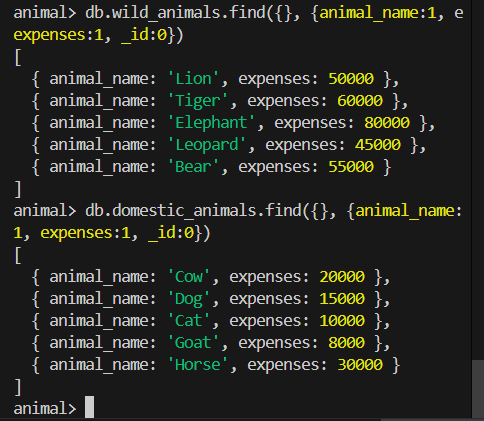 animal> db.wild_animals.find({}, {animal_name:1, e
expenses:1, _id:0})
[
  { animal_name: 'Lion', expenses: 50000 },
  { animal_name: 'Tiger', expenses: 60000 },
  { animal_name: 'Elephant', expenses: 80000 },
  { animal_name: 'Leopard', expenses: 45000 },
  { animal_name: 'Bear', expenses: 55000 }
]
animal> db.domestic_animals.find({}, {animal_name:
1, expenses:1, _id:0})
[
  { animal_name: 'Cow', expenses: 20000 },
  { animal_name: 'Dog', expenses: 15000 },
  { animal_name: 'Cat', expenses: 10000 },
  { animal_name: 'Goat', expenses: 8000 },
  { animal_name: 'Horse', expenses: 30000 }
]
animal>